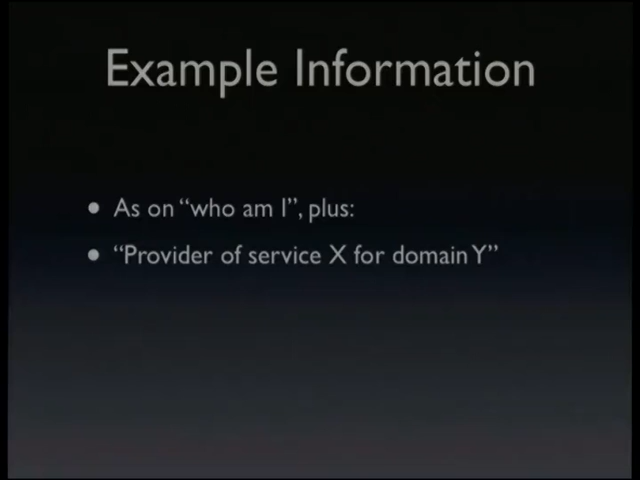 Example Information
• As on “who am I”, plus:
• “Provider of service X for domain Y”